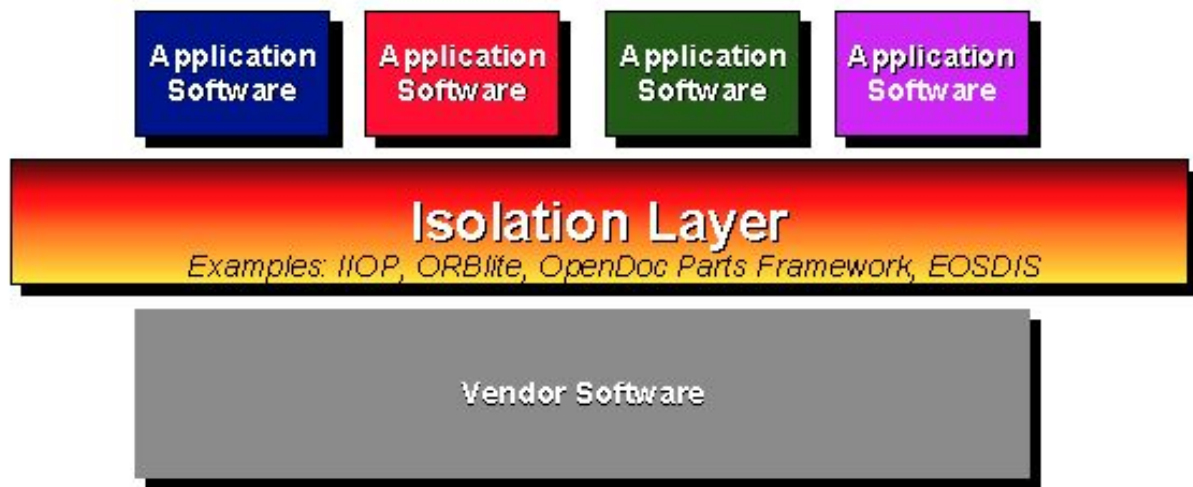 Application
Software
Application
Software
Application
Software
Application
Software
Isolation Layer
Examples: IIOP, ORBlite, OpenDoc Parts Framework, EOSDIS
Vendor Software